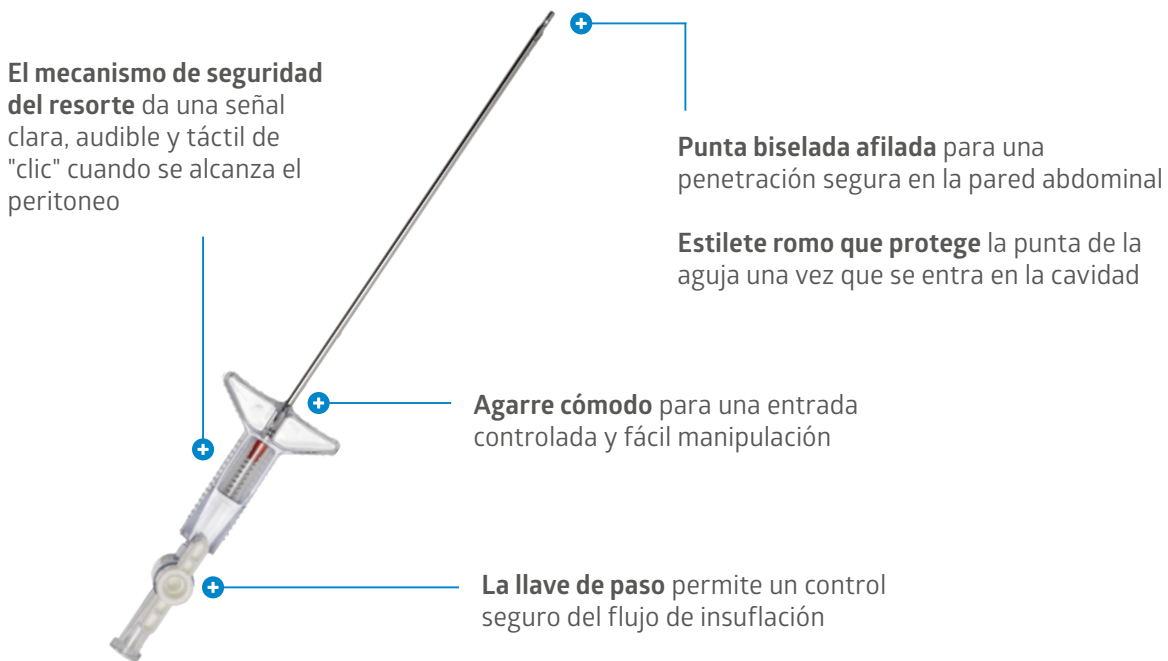 El mecanismo de seguridad
del resorte da una señal
clara, audible y táctil de
"clic" cuando se alcanza el
peritoneo
Punta biselada afilada para una
penetración segura en la pared abdominal
Estilete romo que protege la punta de la
aguja una vez que se entra en la cavidad
Agarre cómodo para una entrada
controlada y fácil manipulación
La llave de paso permite un control
seguro del flujo de insuflación